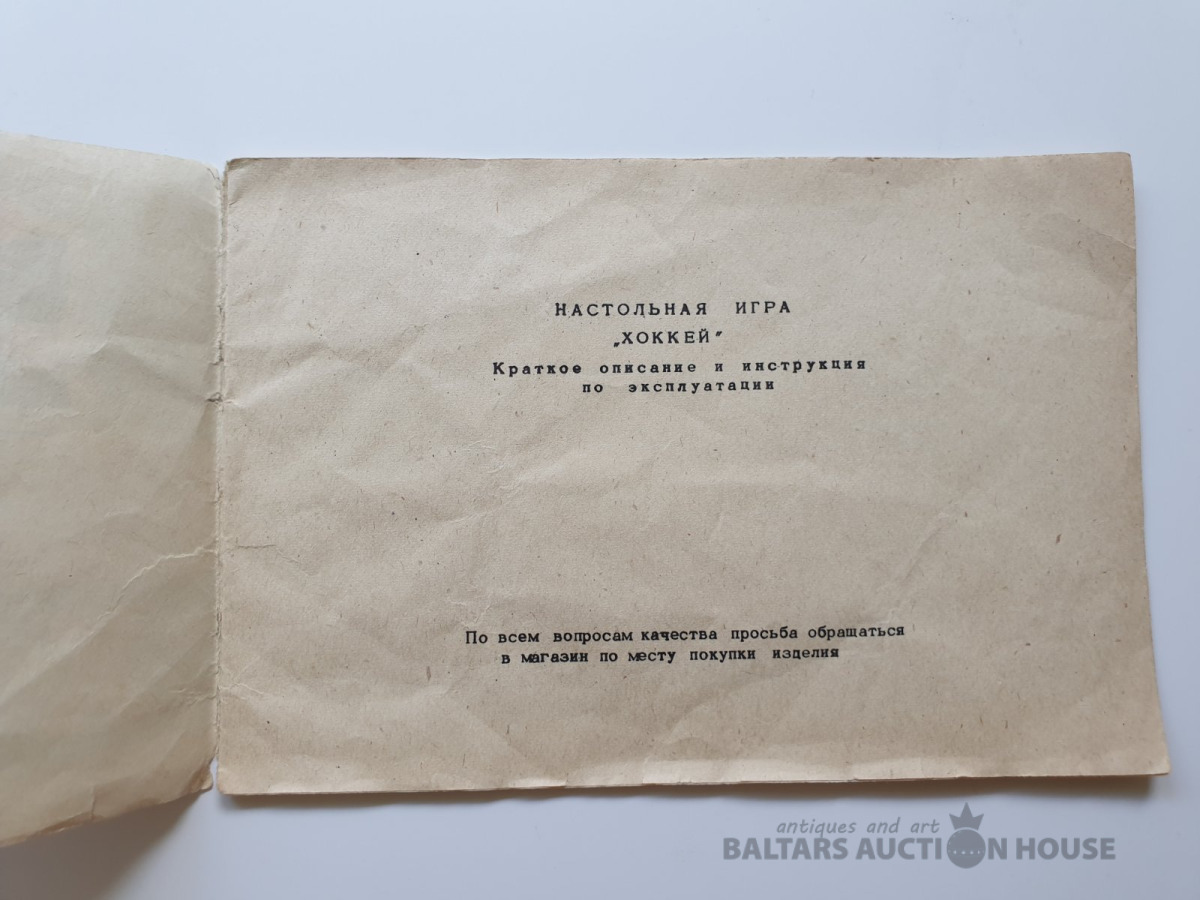 НАСТОЛЬНАЯ ИГРА
„ХОККЕЙ"
Краткое описание и инструкция
по эксплуатации
По всем вопросам качества просьба обращаться
в магазин по месту покупки изделия
antiques and art
BALTARS AUCTION HOUSE